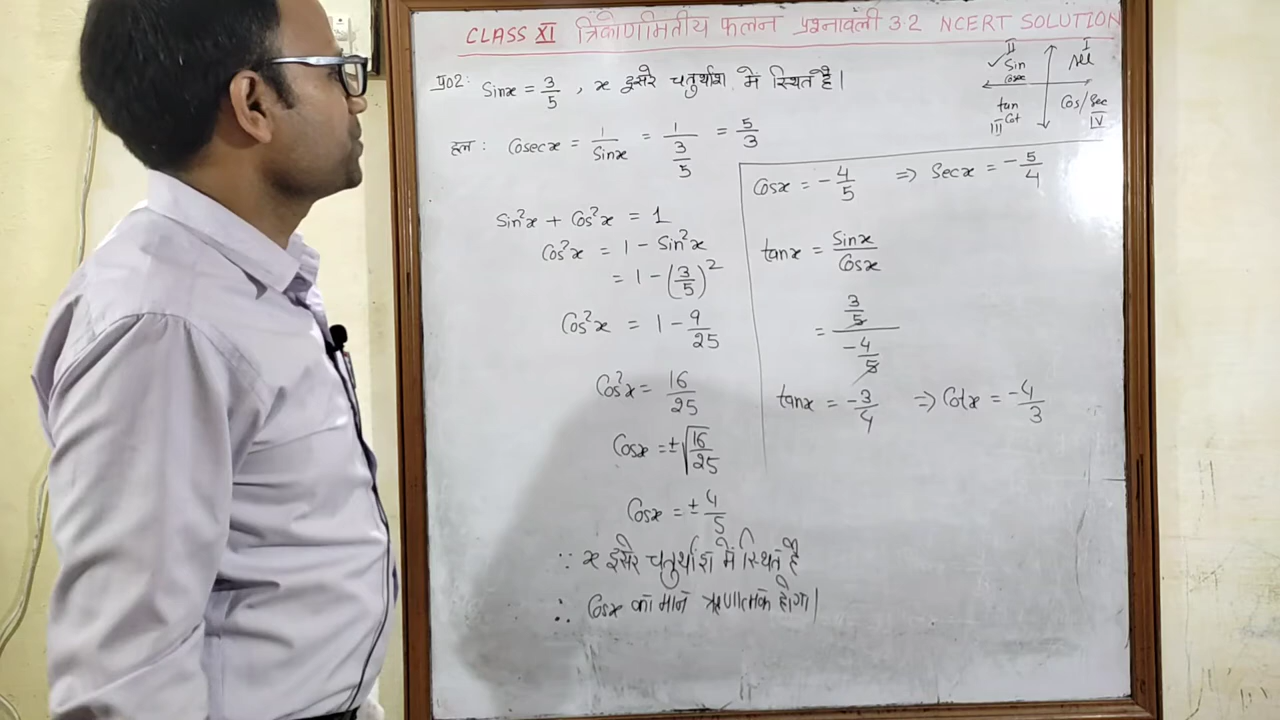 CLASS XI त्रिकोणमितीय फलन प्रश्नावली 3.2 NCERT SOLUTION
प्र02: Sinx = 3/5 , x दूसरे चतुर्थांश में स्थित है।
II I
✓ Sin All
Cosec
tan Cos/Sec
III Cot IV
हल : Cosecx = 1/Sinx = 1/(3/5) = 5/3
Sin²x + Cos²x = 1
Cos²x = 1 - Sin²x
= 1 - (3/5)²
Cos²x = 1 - 9/25
Cos²x = 16/25
Cosx = ±√(16/25)
Cosx = ± 4/5
∵ x दूसरे चतुर्थांश में स्थित है
∴ Cosx का मान ऋणात्मक होगा।
Cosx = -4/5 ⇒ Secx = -5/4
tanx = Sinx/Cosx
= (3/5)/(-4/5)
tanx = -3/4 ⇒ Cotx = -4/3